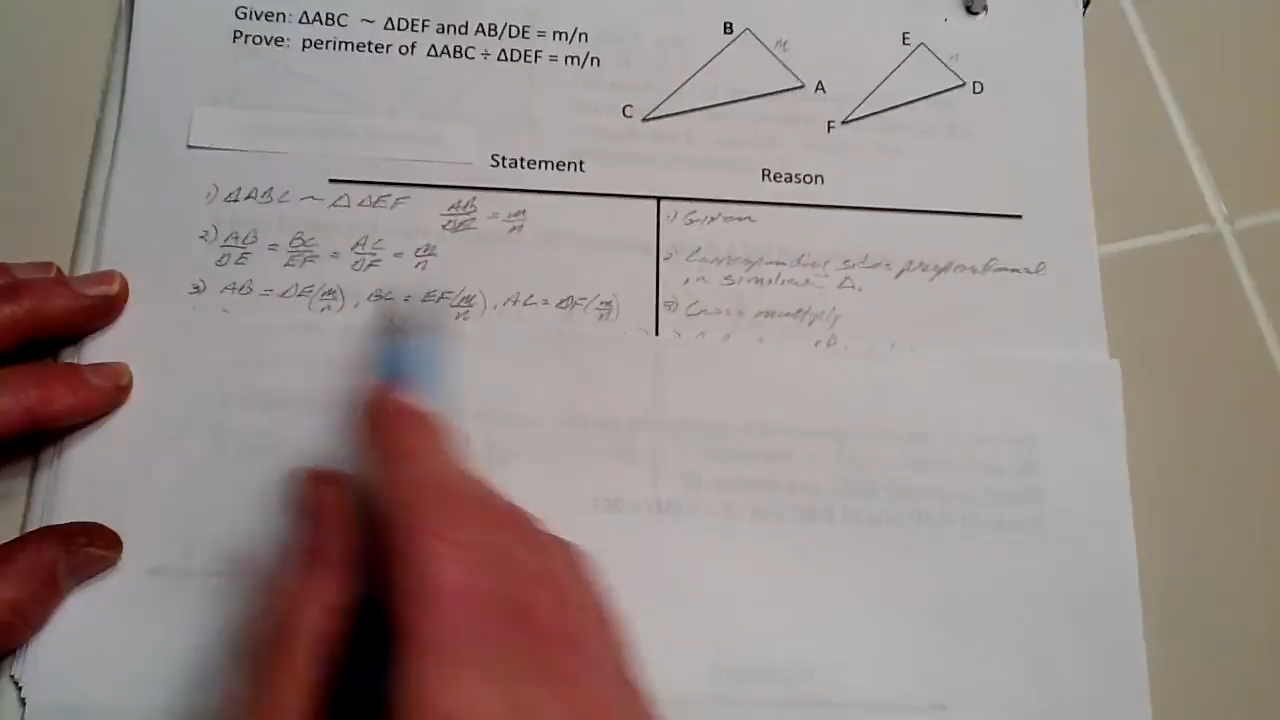 Given: ΔABC ~ ΔDEF and AB/DE = m/n
Prove: perimeter of ΔABC ÷ ΔDEF = m/n
B
m
A
C
E
n
D
F
Statement
Reason
1) ΔABC ~ ΔDEF AB/DE = m/n
1) Given
2) AB/DE = BC/EF = AC/DF = m/n
2) Corresponding sides proportional
in similar Δ.
3) AB = DE(m/n), BC = EF(m/n), AC = DF(m/n)
3) Cross multiply